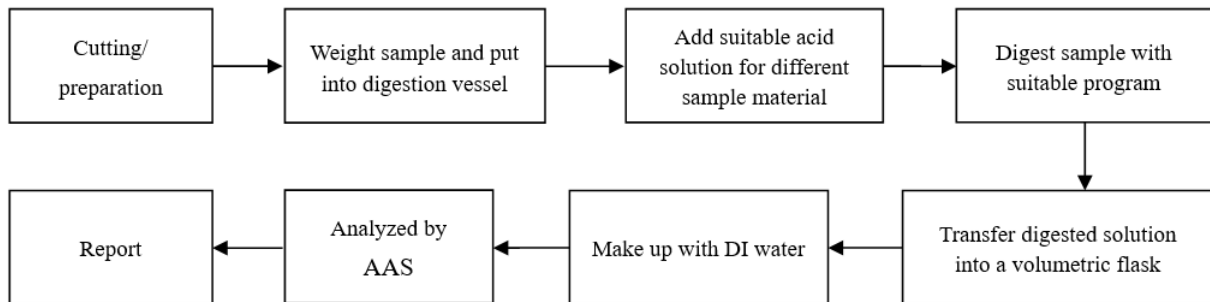 Cutting/
preparation
Weight sample and put
into digestion vessel
Add suitable acid
solution for different
sample material
Digest sample with
suitable program
Transfer digested solution
into a volumetric flask
Make up with DI water
Analyzed by
AAS
Report